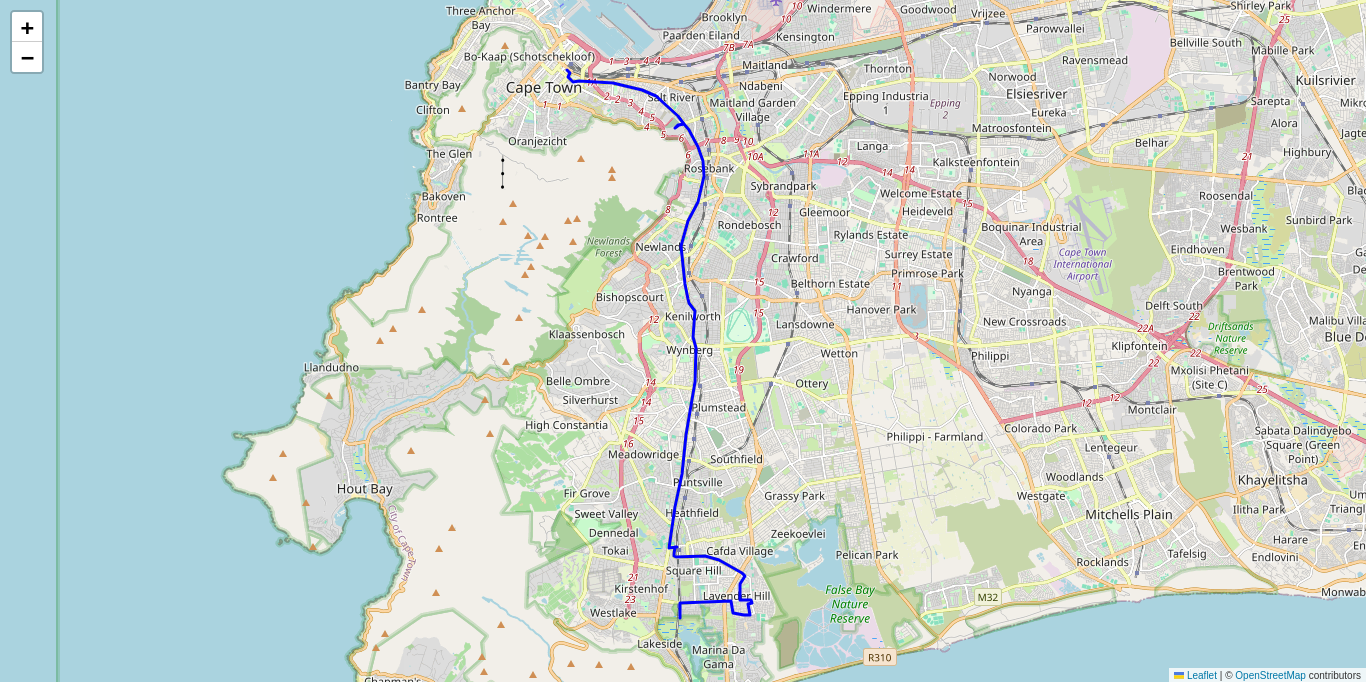 +
−
Three Anchor
Bay
Brooklyn
Windermere
Goodwood
Vrijzee
Shirley Park
Paarden Eiland
Kensington
Parowvallei
Bellville South
Mabille Park
Bo-Kaap (Schotschekloof)
Maitland
Thornton
Ravensmead
Kuilsrivier
Bantry Bay
Cape Town
Salt River
Ndabeni
Norwood
Elsiesriver
Clifton
Maitland Garden
Village
Epping Industria
1
Epping
2
Eureka
Sarepta
Matroosfontein
Alora
Oranjezicht
Langa
Belhar
Highbury
The Glen
Kalksteenfontein
Rosebank
Sybrandpark
Welcome Estate
Bakoven
Rontree
Gleemoor
Heideveld
Roosendal
Sunbird Park
Rondebosch
Rylands Estate
Boquinar Industrial
Area
Wesbank
Newlands
Forest
Newlands
Crawford
Surrey Estate
Cape Town
International
Airport
Eindhoven
Primrose Park
Brentwood
Park
Bishopscourt
Belthorn Estate
Nyanga
Hanover Park
Delft South
Kenilworth
Lansdowne
New Crossroads
Malibu Villa
Klaassenbosch
Driftsands
Nature
Reserve
Blue D
Wynberg
Wetton
Philippi
Klipfontein
Llandudno
Mxolisi Phetani
(Site C)
Belle Ombre
Ottery
Silverhurst
Plumstead
Montclair
High Constantia
Colorado Park
Sabata Dalindyebo
Square (Green
Point)
Philippi - Farmland
Lentegeur
Meadowridge
Southfield
Woodlands
Khayelitsha
Hout Bay
Puntsville
Fir Grove
Grassy Park
Westgate
Sweet Valley
Heathfield
Mitchells Plain
Ilitha Park
Triangl
City of Cape Town
Dennedal
Zeekoevlei
Harare
Tokai
Cafda Village
Pelican Park
Tafelsig
Endlovini
Square Hill
Rocklands
Kirstenhof
Lavender Hill
False Bay
Nature
Reserve
M32
Monwab
Westlake
Lakeside
Marina Da
Gama
R310
Chapman's
Leaflet | © OpenStreetMap contributors